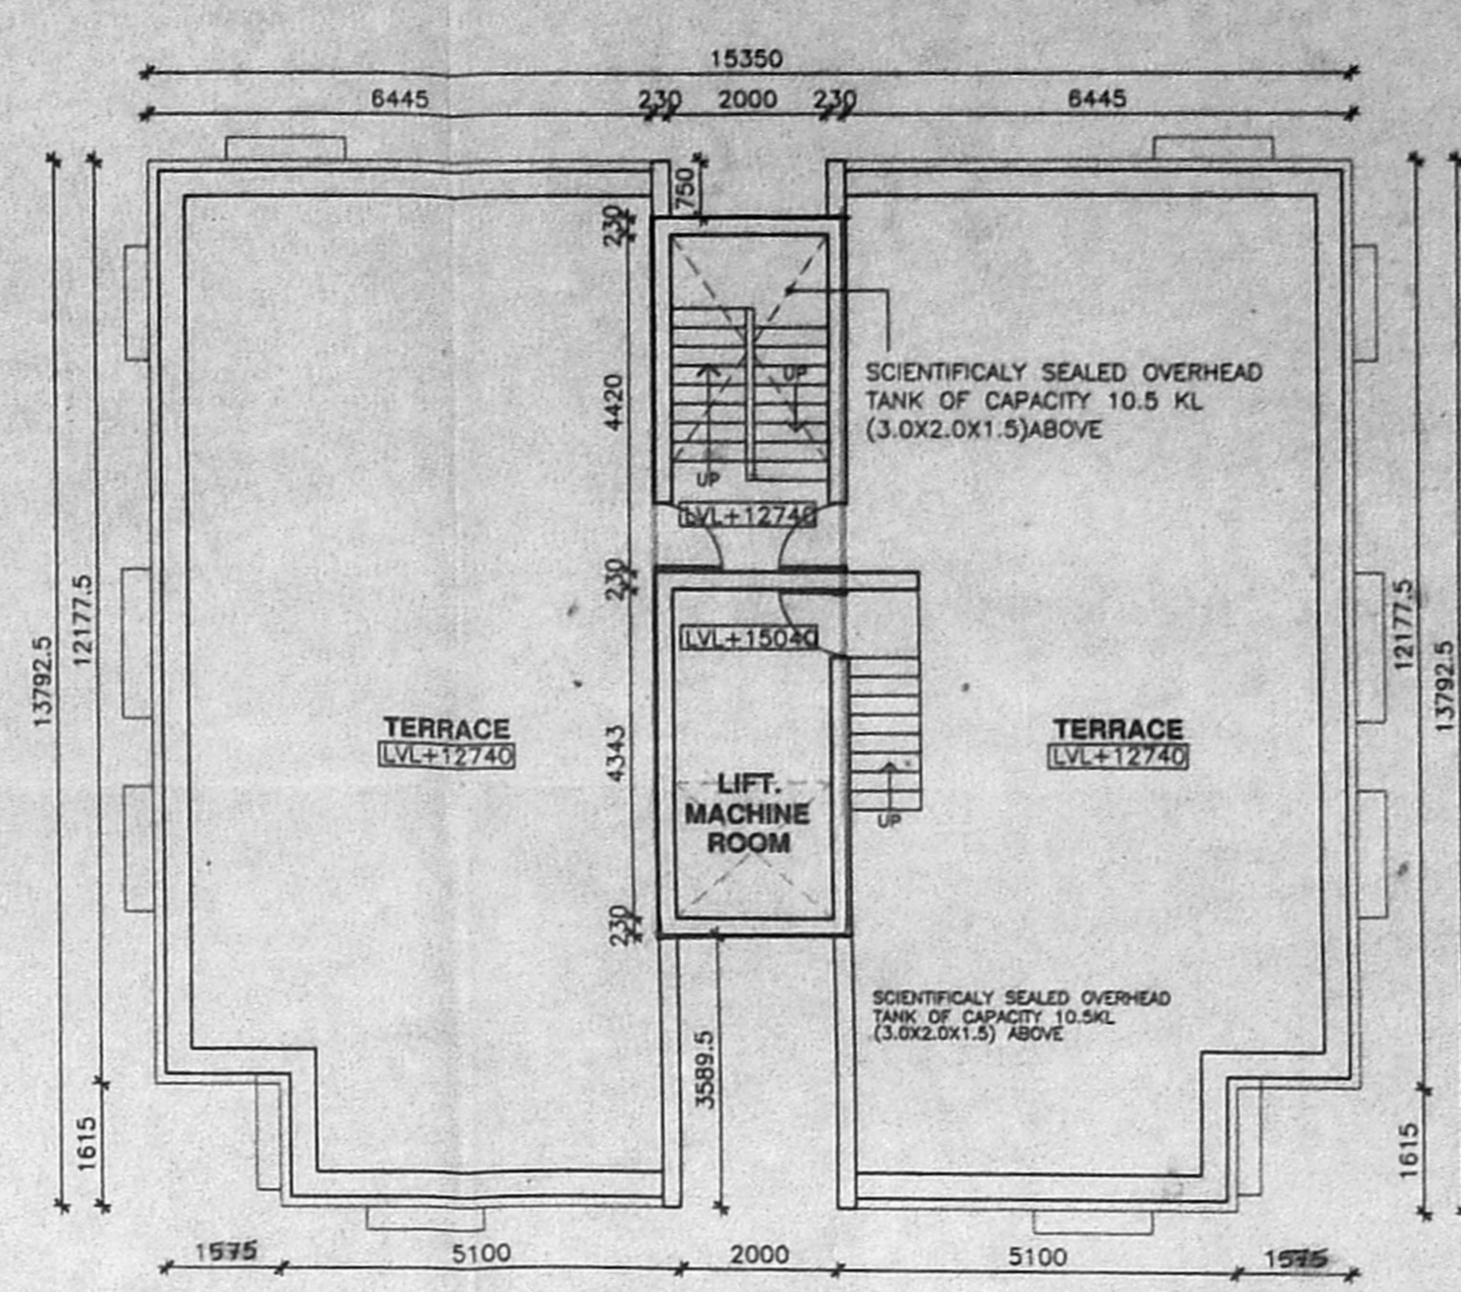 15350
6445 230 2000 230 6445
750
230
SCIENTIFICALY SEALED OVERHEAD
TANK OF CAPACITY 10.5 KL
(3.0X2.0X1.5)ABOVE
4420
UP
UP
LVL+12740
230
LVL+15040
12177.5
13792.5
12177.5
13792.5
TERRACE
LVL+12740
4343
TERRACE
LVL+12740
LIFT.
MACHINE
ROOM
UP
230
SCIENTIFICALY SEALED OVERHEAD
TANK OF CAPACITY 10.5KL
(3.0X2.0X1.5) ABOVE
3589.5
1615
1615
1575 5100 2000 5100 1575